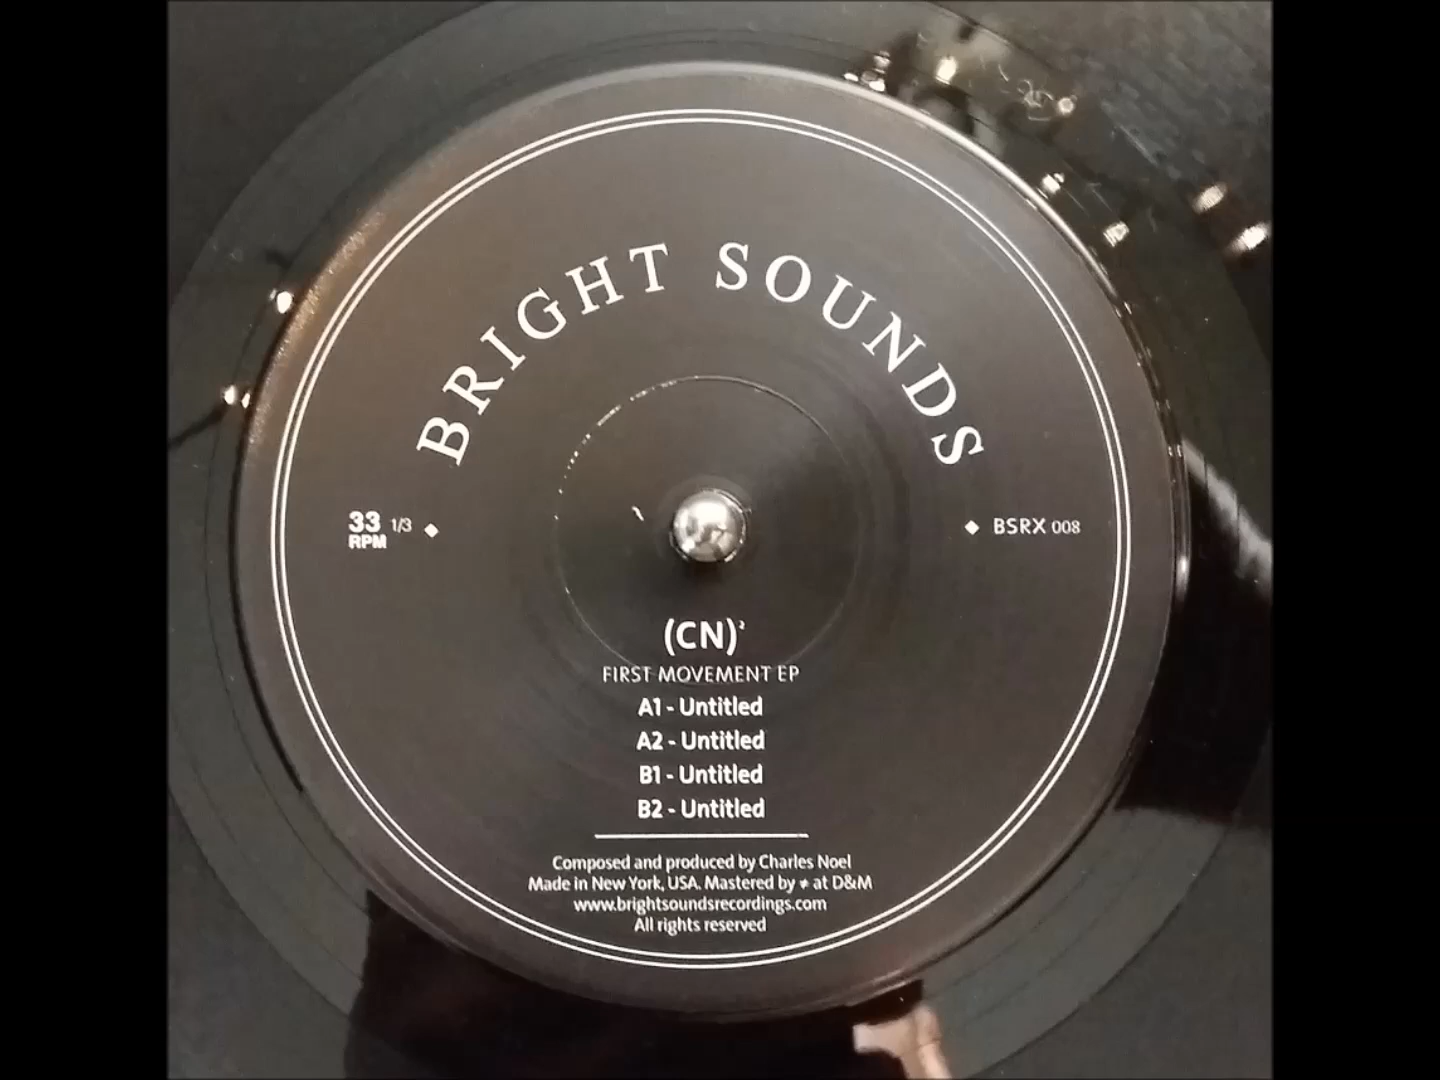 BRIGHT SOUNDS
33 1/3
RPM
BSRX 008
(CN)²
FIRST MOVEMENT EP
A1 - Untitled
A2 - Untitled
B1 - Untitled
B2 - Untitled
Composed and produced by Charles Noel
Made in New York, USA. Mastered by ≠ at D&M
www.brightsoundsrecordings.com
All rights reserved